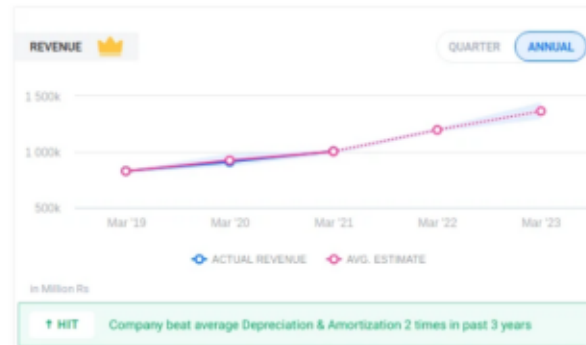 REVENUE
QUARTER ANNUAL
1 500k
1 000k
500k
Mar '19 Mar '20 Mar '21 Mar '22 Mar '23
ACTUAL REVENUE AVG. ESTIMATE
in Million Rs
↑ HIT Company beat average Depreciation & Amortization 2 times in past 3 years